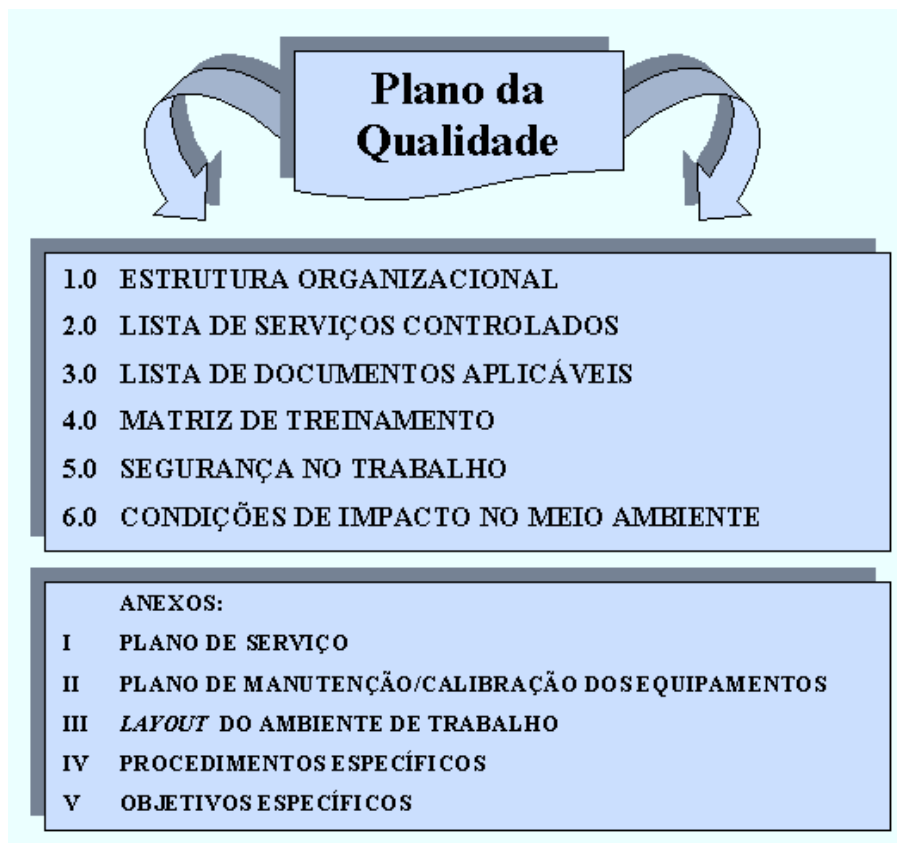 Plano da
Qualidade
1.0 ESTRUTURA ORGANIZACIONAL
2.0 LISTA DE SERVIÇOS CONTROLADOS
3.0 LISTA DE DOCUMENTOS APLICÁVEIS
4.0 MATRIZ DE TREINAMENTO
5.0 SEGURANÇA NO TRABALHO
6.0 CONDIÇÕES DE IMPACTO NO MEIO AMBIENTE
ANEXOS:
I PLANO DE SERVIÇO
II PLANO DE MANUTENÇÃO/CALIBRAÇÃO DOS EQUIPAMENTOS
III LAYOUT DO AMBIENTE DE TRABALHO
IV PROCEDIMENTOS ESPECÍFICOS
V OBJETIVOS ESPECÍFICOS